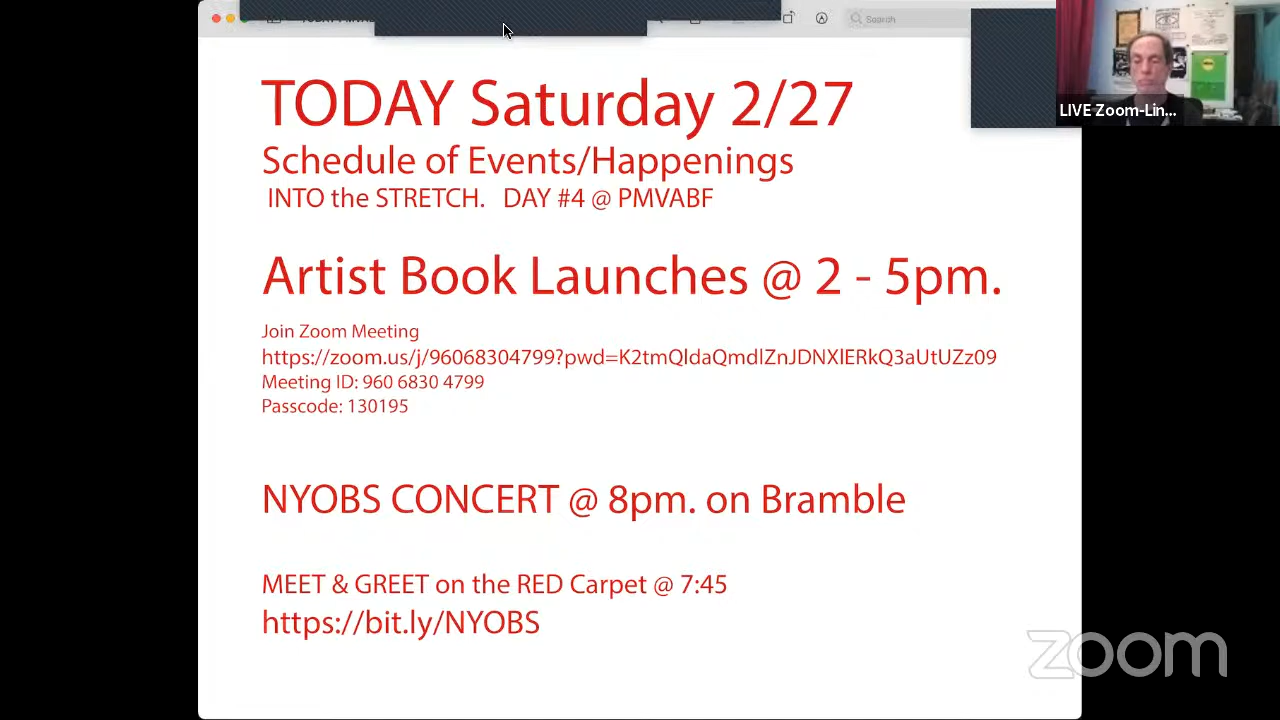 Search
LIVE Zoom-Lin...
TODAY Saturday 2/27
Schedule of Events/Happenings
INTO the STRETCH. DAY #4 @ PMVABF
Artist Book Launches @ 2 - 5pm.
Join Zoom Meeting
https://zoom.us/j/96068304799?pwd=K2tmQldaQmdlZnJDNXlERkQ3aUtUZz09
Meeting ID: 960 6830 4799
Passcode: 130195
NYOBS CONCERT @ 8pm. on Bramble
MEET & GREET on the RED Carpet @ 7:45
https://bit.ly/NYOBS
zoom